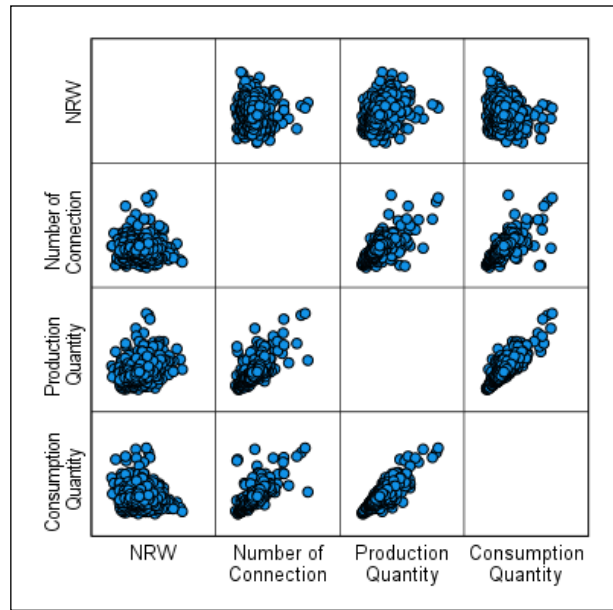 NRW
Number of
Connection
Production
Quantity
Consumption
Quantity
NRW
Number of
Connection
Production
Quantity
Consumption
Quantity